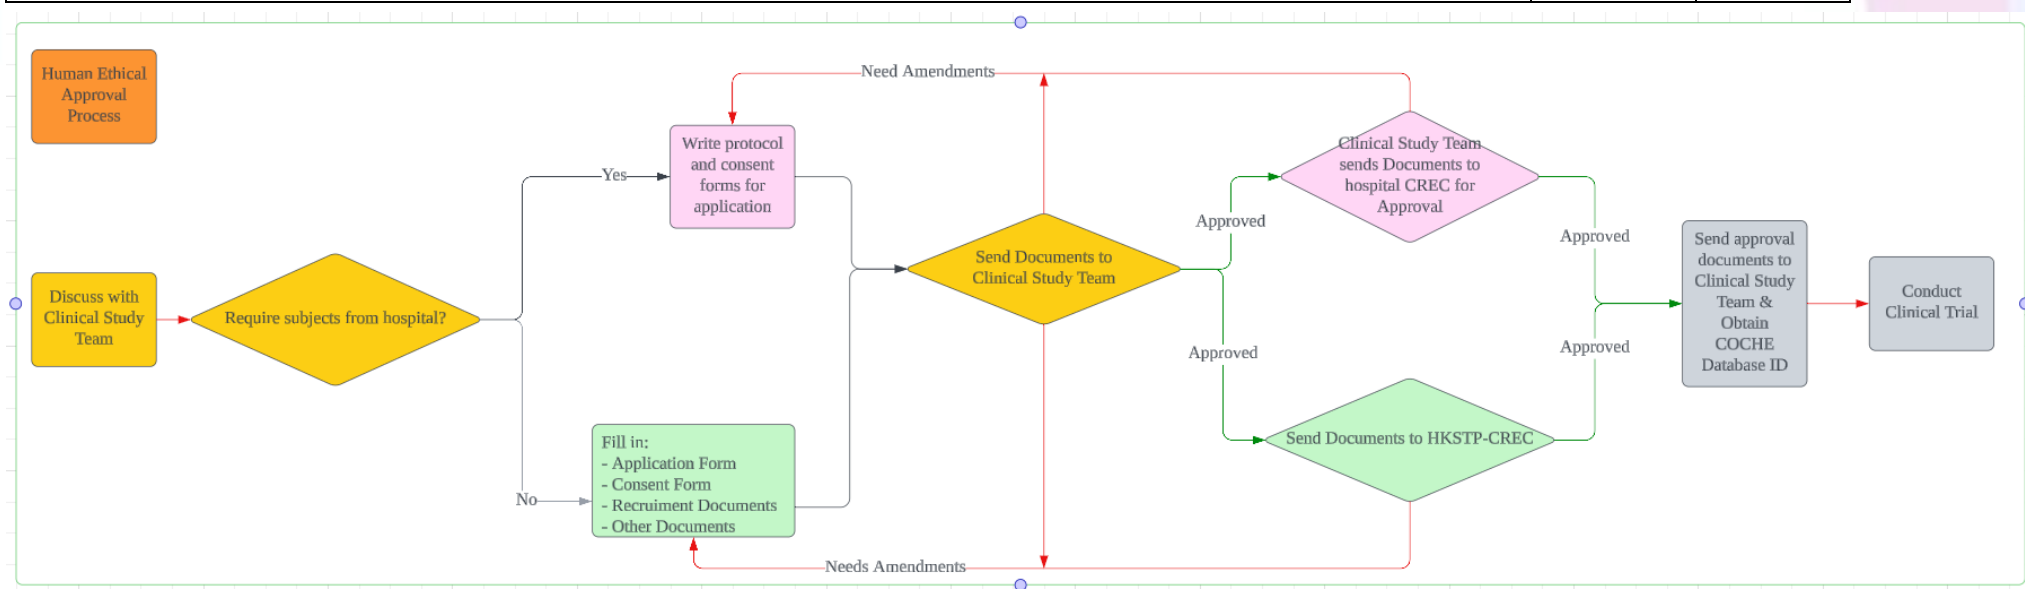 Human Ethical
Approval
Process
Discuss with
Clinical Study
Team
Require subjects from hospital?
Yes
No
Write protocol
and consent
forms for
application
Fill in:
- Application Form
- Consent Form
- Recruiment Documents
- Other Documents
Need Amendments
Needs Amendments
Send Documents to
Clinical Study Team
Approved
Approved
Clinical Study Team
sends Documents to
hospital CREC for
Approval
Send Documents to HKSTP-CREC
Approved
Approved
Send approval
documents to
Clinical Study
Team &
Obtain
COCHE
Database ID
Conduct
Clinical Trial